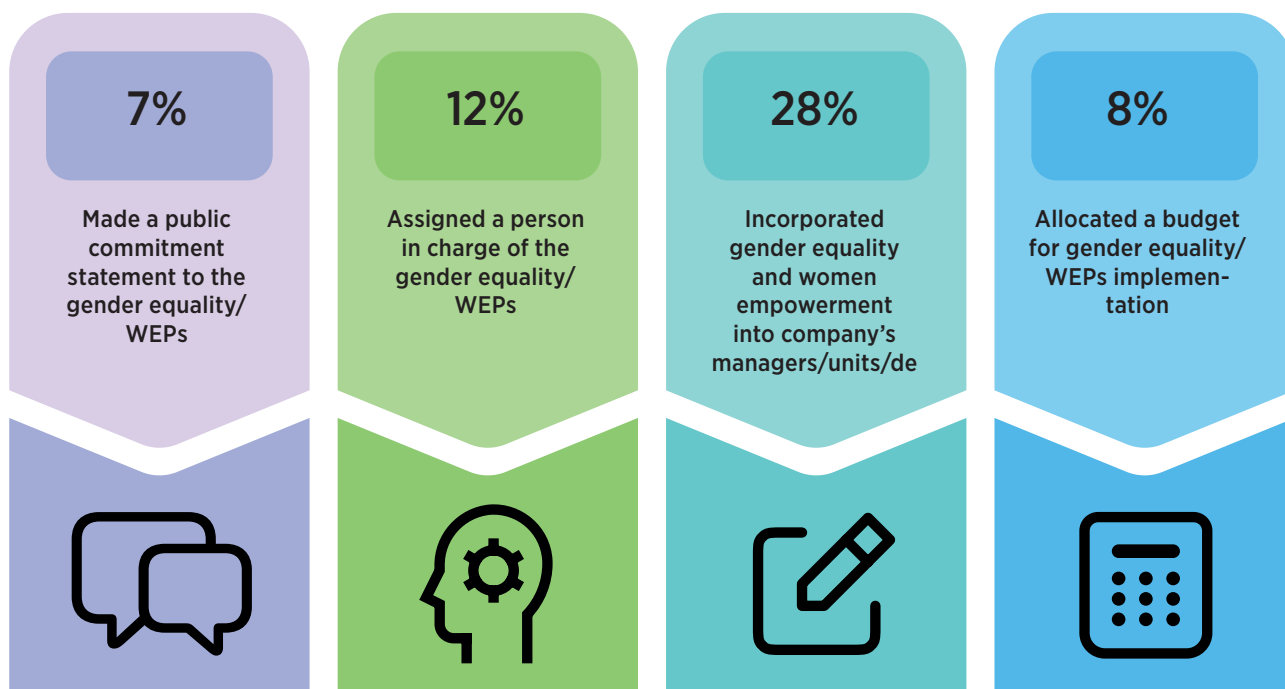 7%
Made a public
commitment
statement to the
gender equality/
WEPs
12%
Assigned a person
in charge of the
gender equality/
WEPs
28%
Incorporated
gender equality
and women
empowerment
into company’s
managers/units/de
8%
Allocated a budget
for gender equality/
WEPs implemen-
tation